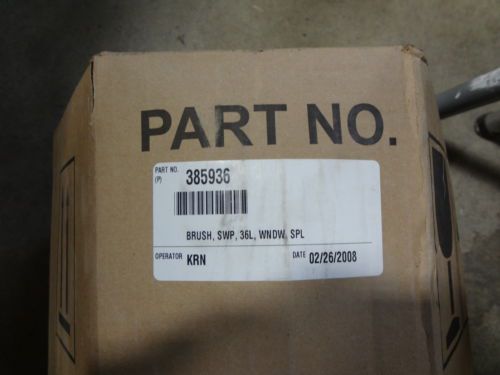 PART NO.
PART NO.
(P) 385936
BRUSH, SWP, 36L, WNDW, SPL
OPERATOR KRN DATE 02/26/2008